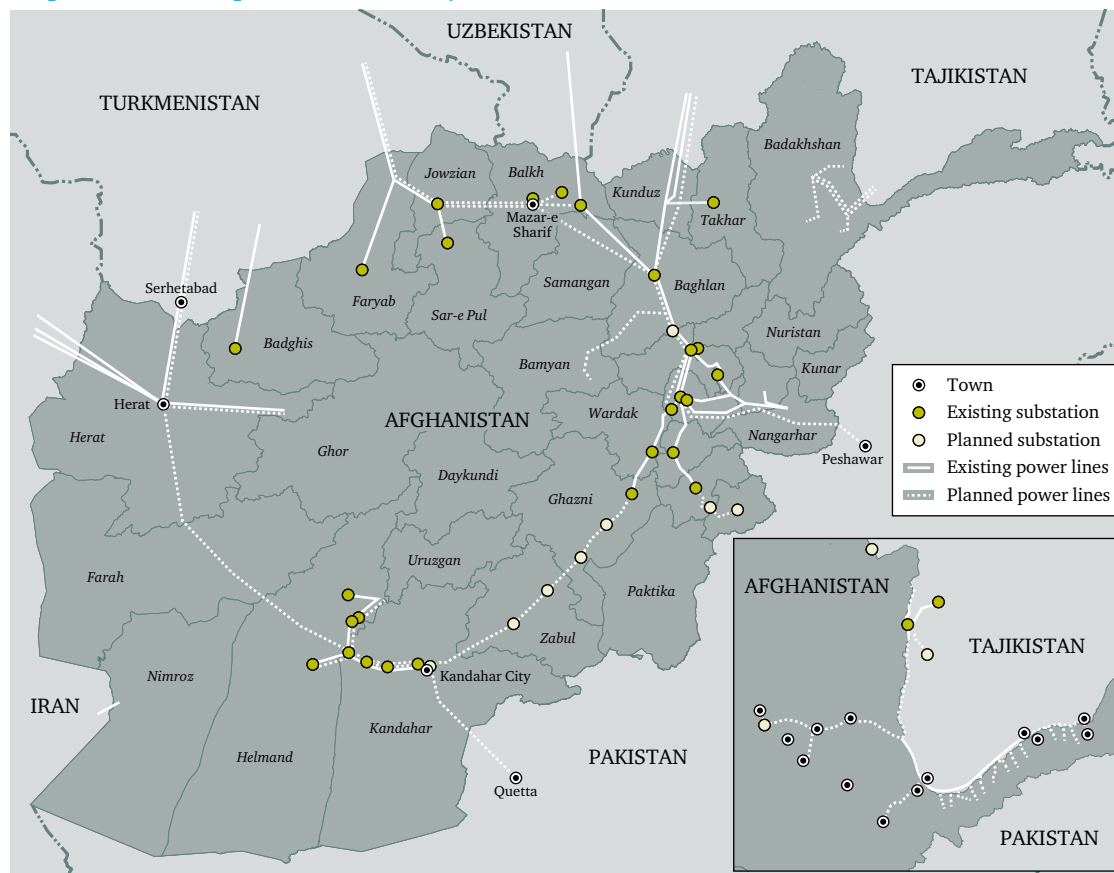 UZBEKISTAN
TAJIKISTAN
TURKMENISTAN
Badakhshan
Jowzian
Balkh
Kunduz
Takhar
Mazar-e
Sherif
Serhetabad
Faryab
Samangan
Baghlan
Sar-e Pul
Badghis
Nuristan
Bamyan
Kunar
Herat
AFGHANISTAN
Wardak
Herat
Nangarhar
Ghor
Peshawar
Daykundi
Ghazni
Town
Existing substation
Planned substation
Existing power lines
Planned power lines
Farah
Uruzgan
Paktika
Zabul
Nimroz
Kandahar City
IRAN
Kandahar
Helmand
PAKISTAN
Quetta
AFGHANISTAN
TAJIKISTAN
PAKISTAN